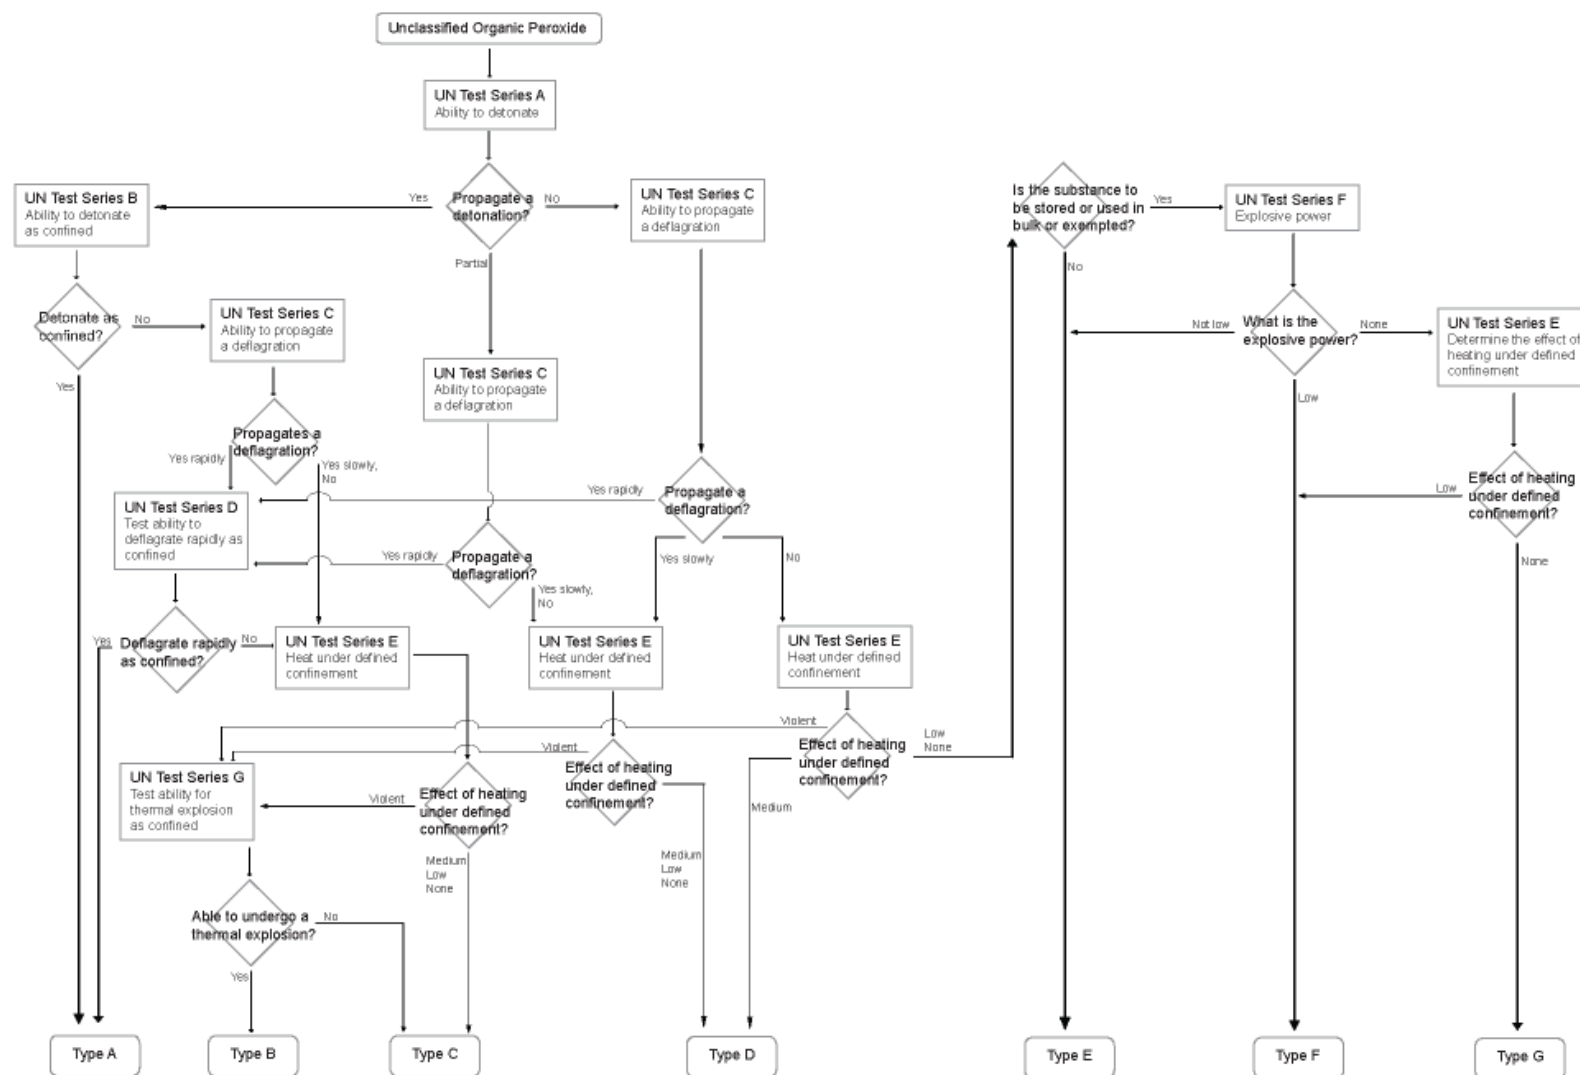 Unclassified Organic Peroxide
UN Test Series A
Ability to detonate
Propagate a
detonation?
Yes
No
Partial
UN Test Series B
Ability to detonate
as confined
Detonate as
confined?
No
Yes
UN Test Series C
Ability to propagate
a deflagration
Propagates a
deflagration?
Yes rapidly
Yes slowly,
No
UN Test Series C
Ability to propagate
a deflagration
UN Test Series C
Ability to propagate
a deflagration
Propagate a
deflagration?
Yes rapidly
Yes slowly
No
UN Test Series D
Test ability to
deflagrate rapidly as
confined
Propagate a
deflagration?
Yes rapidly
Yes slowly,
No
Deflagrate rapidly
as confined?
Yes
No
UN Test Series E
Heat under defined
confinement
UN Test Series E
Heat under defined
confinement
UN Test Series E
Heat under defined
confinement
Effect of heating
under defined
confinement?
Violent
Low
None
Medium
Effect of heating
under defined
confinement?
Violent
Medium
Low
None
Effect of heating
under defined
confinement?
Violent
Medium
Low
None
UN Test Series G
Test ability for
thermal explosion
as confined
Able to undergo a
thermal explosion?
No
Yes
Is the substance to
be stored or used in
bulk or exempted?
Yes
No
UN Test Series F
Explosive power
What is the
explosive power?
Not low
None
Low
UN Test Series E
Determine the effect of
heating under defined
confinement
Effect of heating
under defined
confinement?
Low
None
Type A
Type B
Type C
Type D
Type E
Type F
Type G